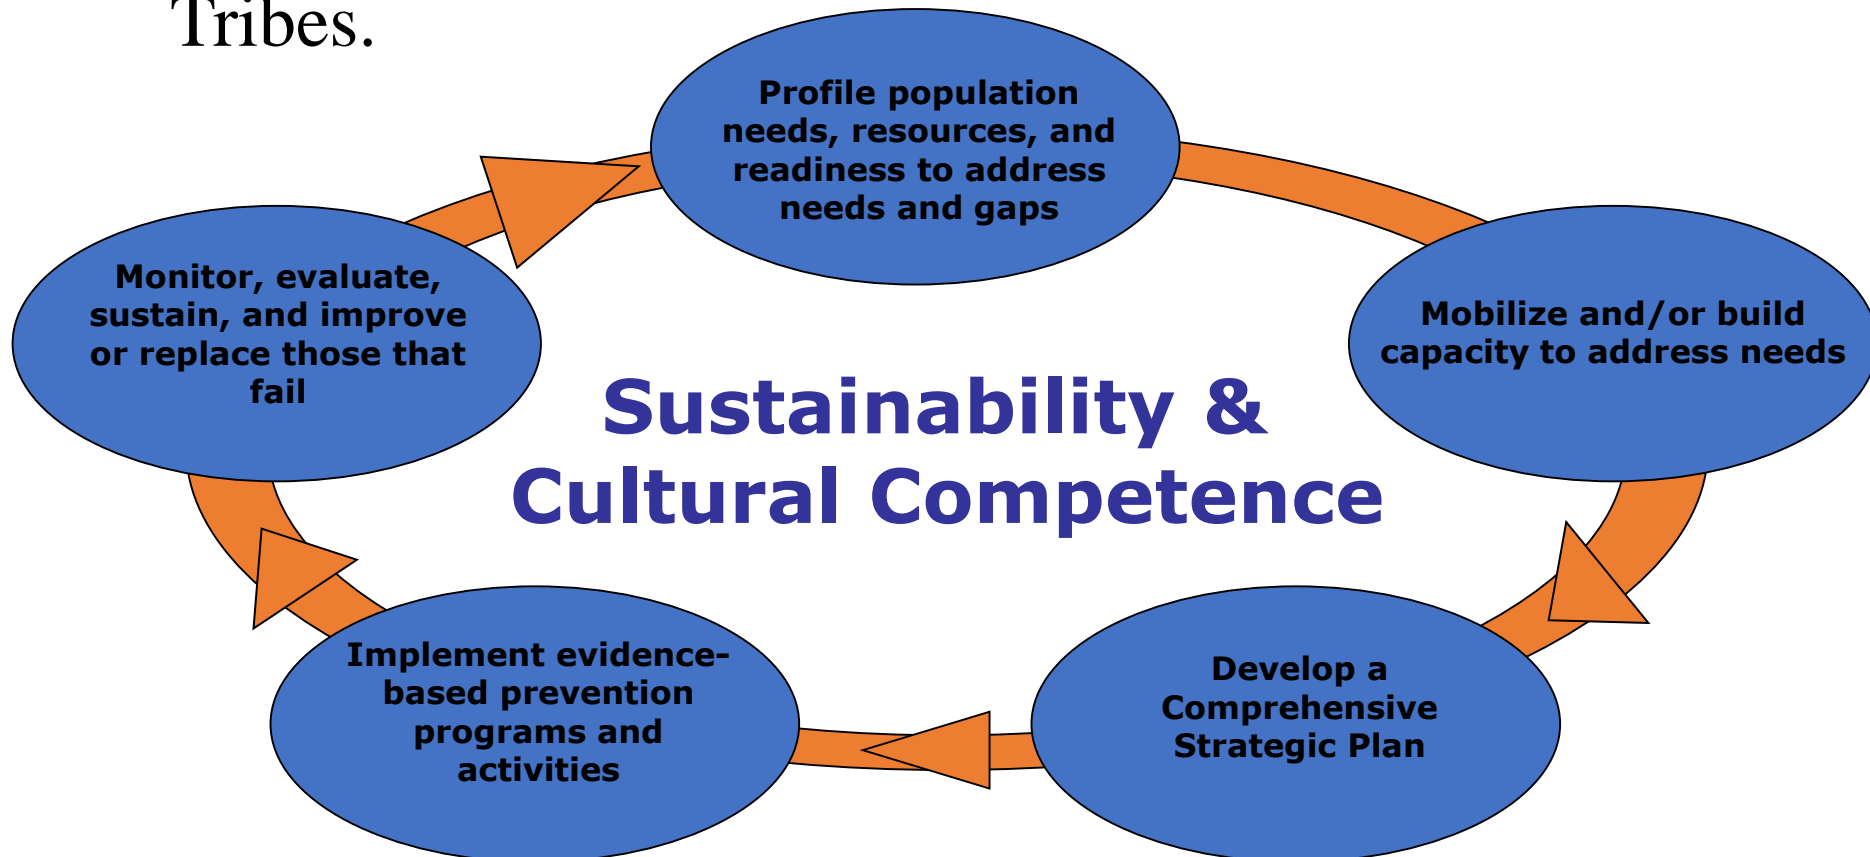 Tribes.
Profile population
needs, resources, and
readiness to address
needs and gaps
Mobilize and/or build
capacity to address needs
Develop a
Comprehensive
Strategic Plan
Implement evidence-
based prevention
programs and
activities
Monitor, evaluate,
sustain, and improve
or replace those that
fail
Sustainability &
Cultural Competence